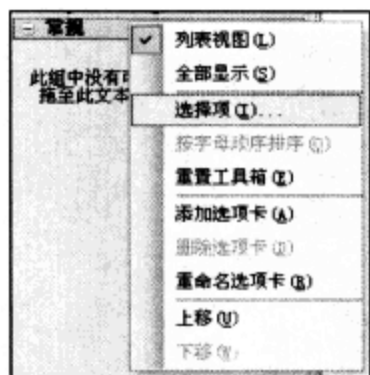 常规
列表视图(L)
此组中没有可
全部显示(S)
拖至此文本
选择项(I)...
按字母顺序排序(O)
重置工具箱(E)
添加选项卡(A)
删除选项卡(D)
重命名选项卡(R)
上移(U)
下移(W)